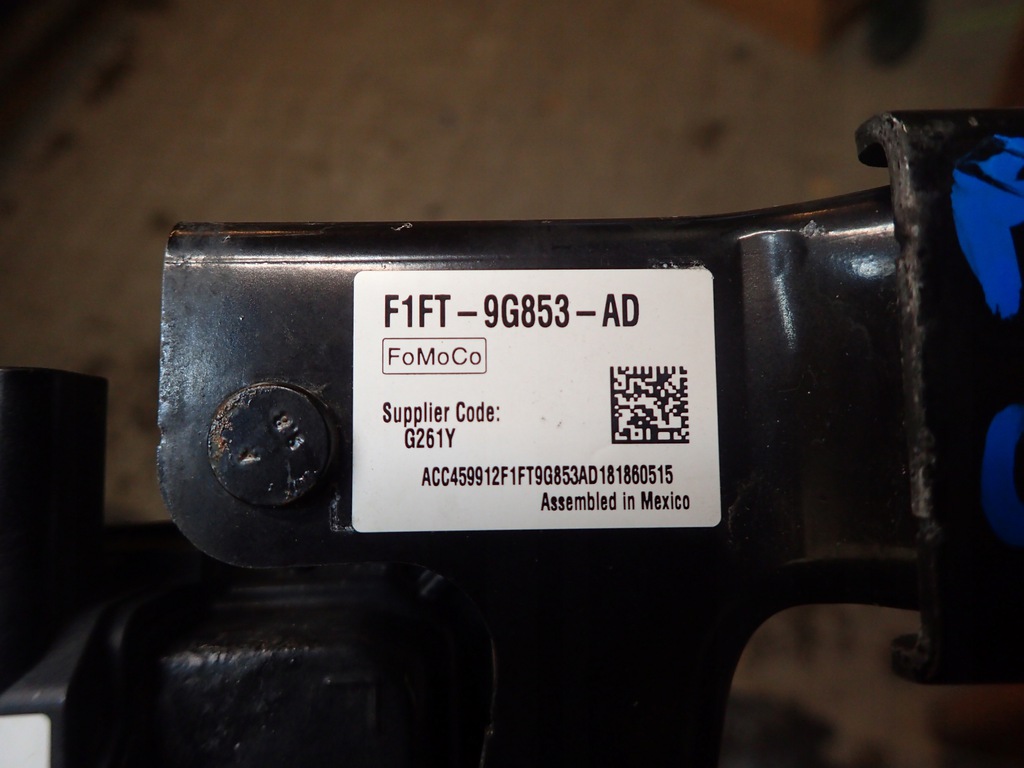 F1FT-9G853-AD
FoMoCo
Supplier Code:
G261Y
ACC459912F1FT9G853AD181860515
Assembled in Mexico